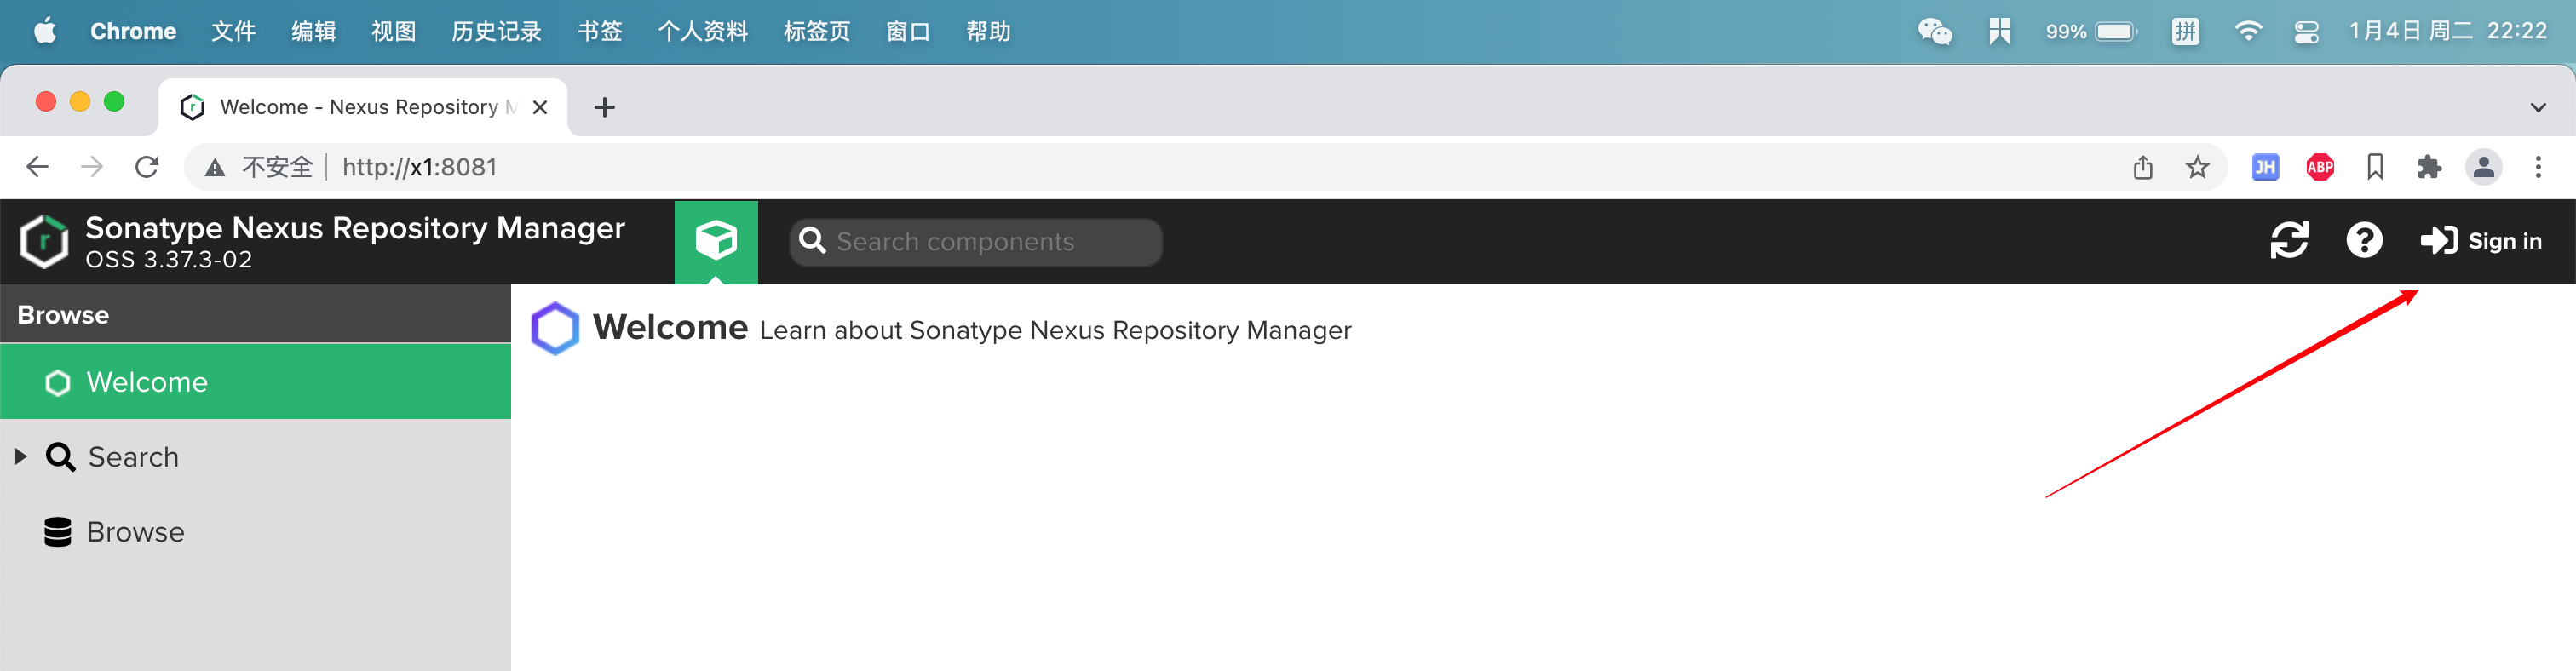 Chrome 文件 编辑 视图 历史记录 书签 个人资料 标签页 窗口 帮助 99% 拼 1月4日 周二 22:22
Welcome - Nexus Repository M
不安全 http://x1:8081 JH ABP
Sonatype Nexus Repository Manager
OSS 3.37.3-02
Search components
Sign in
Browse
Welcome Learn about Sonatype Nexus Repository Manager
Welcome
Search
Browse